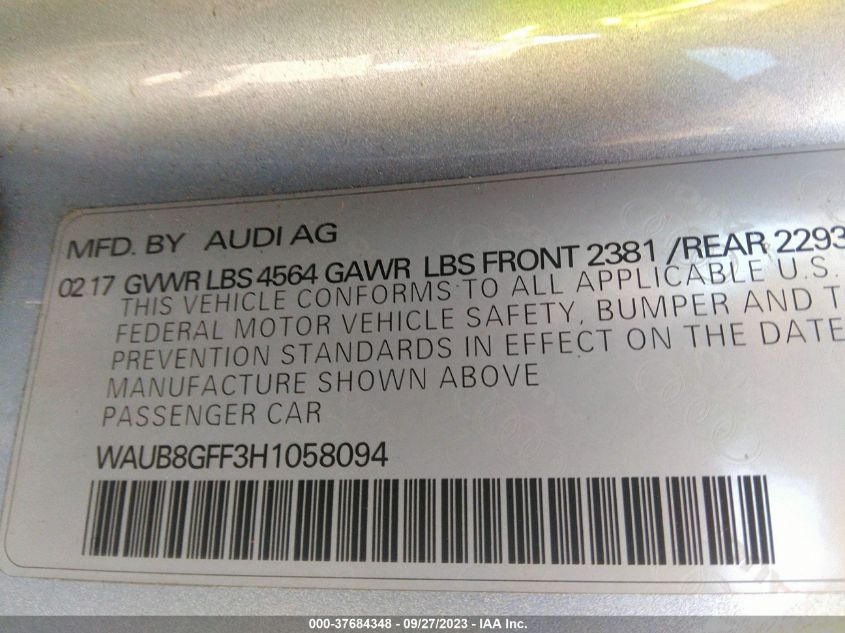 MFD. BY AUDI AG
02 17 GVWR LBS 4564 GAWR LBS FRONT 2381 /REAR 2293
THIS VEHICLE CONFORMS TO ALL APPLICABLE U.S.
FEDERAL MOTOR VEHICLE SAFETY, BUMPER AND T
PREVENTION STANDARDS IN EFFECT ON THE DATE
MANUFACTURE SHOWN ABOVE
PASSENGER CAR
WAUB8GFF3H1058094
000-37684348 - 09/27/2023 - IAA Inc.